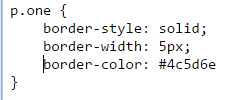 p.one {
    border-style: solid;
    border-width: 5px;
    border-color: #4c5d6e
}